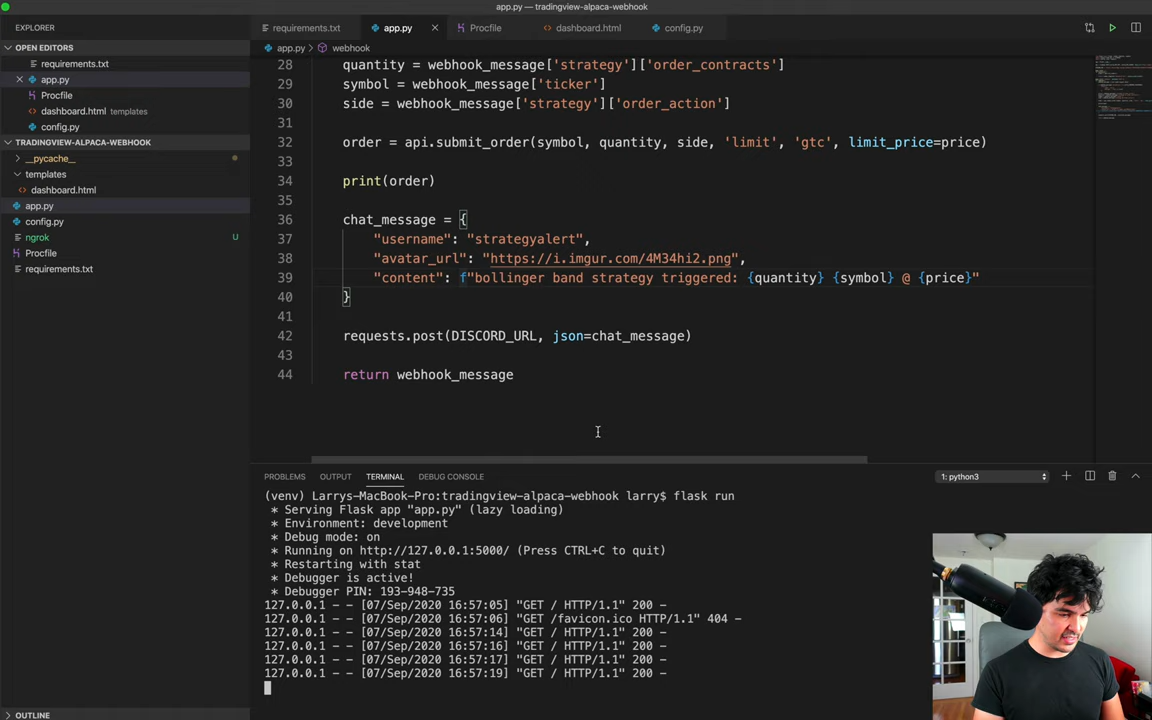 app.py — tradingview-alpaca-webhook
EXPLORER
requirements.txt
app.py
Procfile
dashboard.html
config.py
OPEN EDITORS
requirements.txt
app.py
Procfile
dashboard.html templates
config.py
TRADINGVIEW-ALPACA-WEBHOOK
__pycache__
templates
dashboard.html
app.py
config.py
ngrok U
Procfile
requirements.txt
OUTLINE
app.py > webhook
28 quantity = webhook_message['strategy']['order_contracts']
29 symbol = webhook_message['ticker']
30 side = webhook_message['strategy']['order_action']
31
32 order = api.submit_order(symbol, quantity, side, 'limit', 'gtc', limit_price=price)
33
34 print(order)
35
36 chat_message = {
37 "username": "strategyalert",
38 "avatar_url": "https://i.imgur.com/4M34hi2.png",
39 "content": f"bollinger band strategy triggered: {quantity} {symbol} @ {price}"
40 }
41
42 requests.post(DISCORD_URL, json=chat_message)
43
44 return webhook_message
PROBLEMS OUTPUT TERMINAL DEBUG CONSOLE 1: python3
(venv) Larrys-MacBook-Pro:tradingview-alpaca-webhook larry$ flask run
* Serving Flask app "app.py" (lazy loading)
* Environment: development
* Debug mode: on
* Running on http://127.0.0.1:5000/ (Press CTRL+C to quit)
* Restarting with stat
* Debugger is active!
* Debugger PIN: 193-948-735
127.0.0.1 - - [07/Sep/2020 16:57:05] "GET / HTTP/1.1" 200 -
127.0.0.1 - - [07/Sep/2020 16:57:06] "GET /favicon.ico HTTP/1.1" 404 -
127.0.0.1 - - [07/Sep/2020 16:57:14] "GET / HTTP/1.1" 200 -
127.0.0.1 - - [07/Sep/2020 16:57:16] "GET / HTTP/1.1" 200 -
127.0.0.1 - - [07/Sep/2020 16:57:17] "GET / HTTP/1.1" 200 -
127.0.0.1 - - [07/Sep/2020 16:57:19] "GET / HTTP/1.1" 200 -